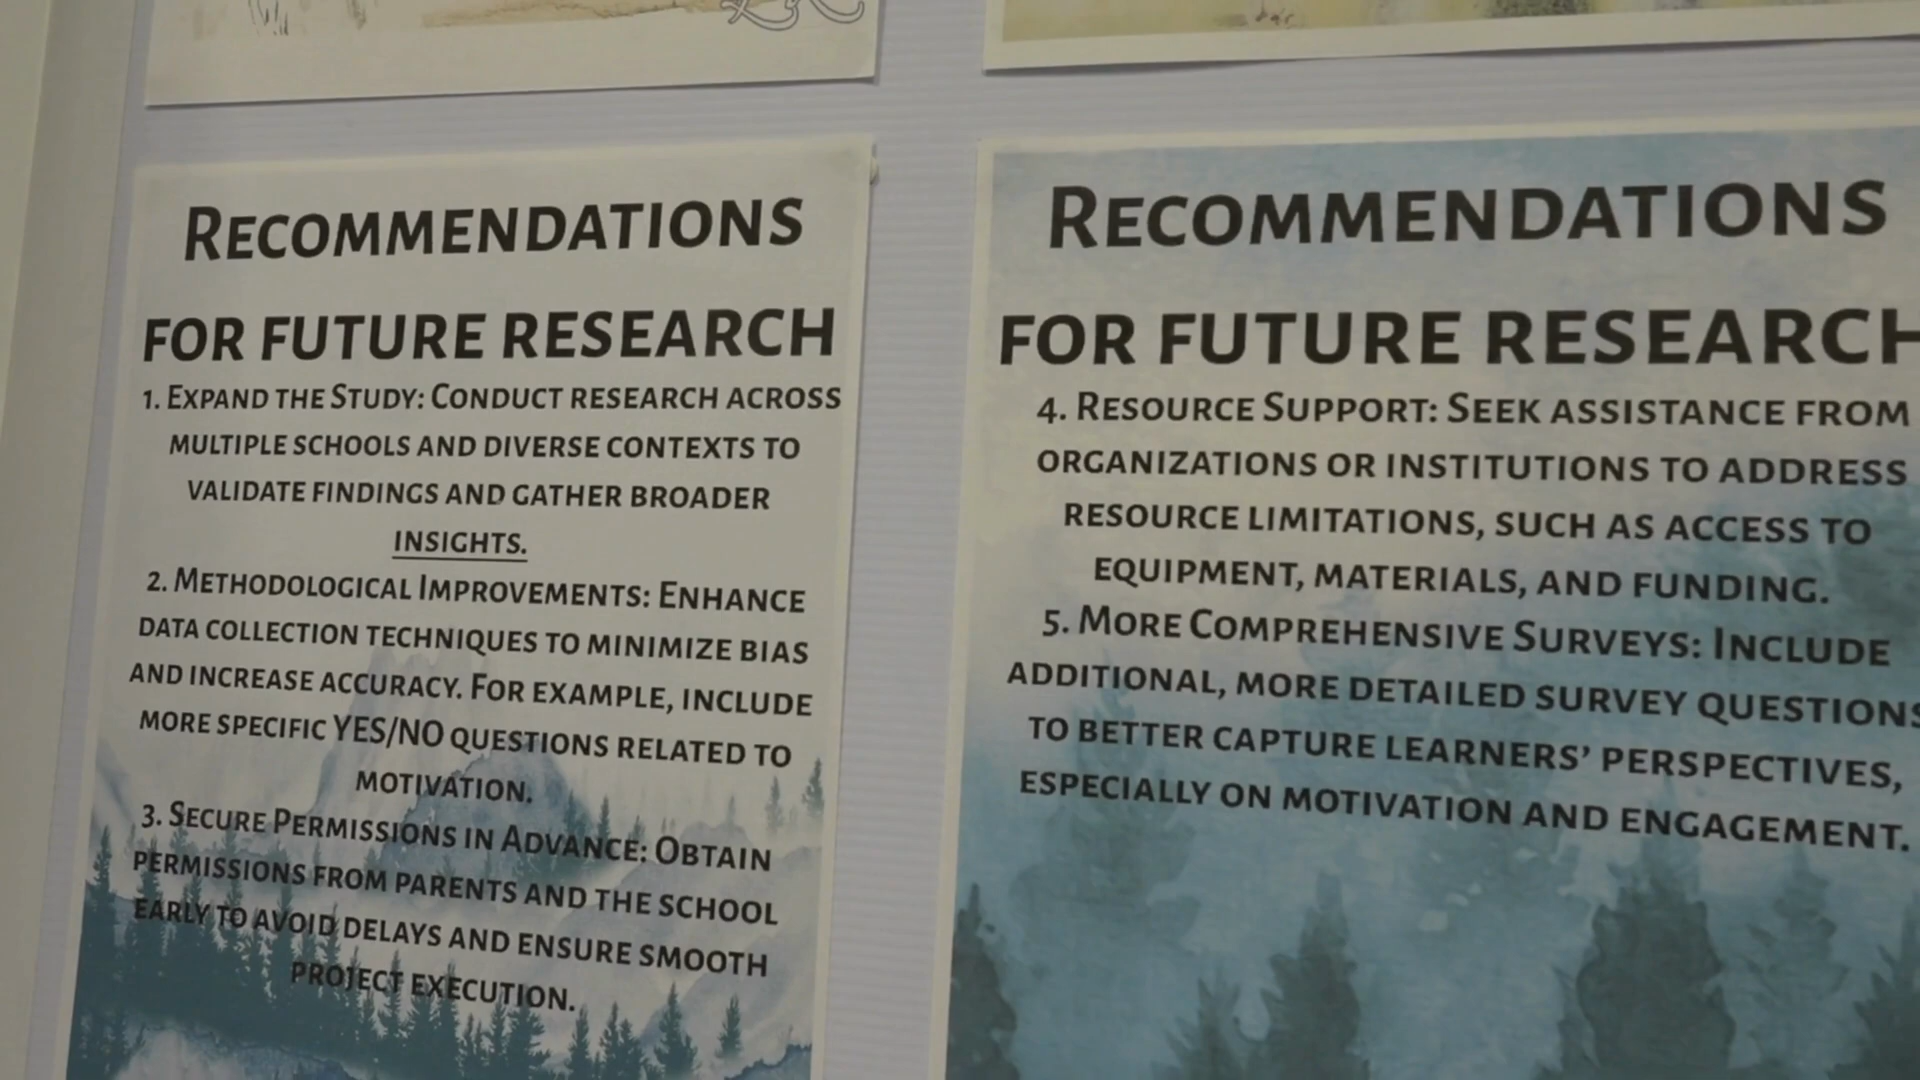 RECOMMENDATIONS
FOR FUTURE RESEARCH
1. EXPAND THE STUDY: CONDUCT RESEARCH ACROSS
MULTIPLE SCHOOLS AND DIVERSE CONTEXTS TO
VALIDATE FINDINGS AND GATHER BROADER
INSIGHTS.
2. METHODOLOGICAL IMPROVEMENTS: ENHANCE
DATA COLLECTION TECHNIQUES TO MINIMIZE BIAS
AND INCREASE ACCURACY. FOR EXAMPLE, INCLUDE
MORE SPECIFIC YES/NO QUESTIONS RELATED TO
MOTIVATION.
3. SECURE PERMISSIONS IN ADVANCE: OBTAIN
PERMISSIONS FROM PARENTS AND THE SCHOOL
EARLY TO AVOID DELAYS AND ENSURE SMOOTH
PROJECT EXECUTION.
RECOMMENDATIONS
FOR FUTURE RESEARCH
4. RESOURCE SUPPORT: SEEK ASSISTANCE FROM
ORGANIZATIONS OR INSTITUTIONS TO ADDRESS
RESOURCE LIMITATIONS, SUCH AS ACCESS TO
EQUIPMENT, MATERIALS, AND FUNDING.
5. MORE COMPREHENSIVE SURVEYS: INCLUDE
ADDITIONAL, MORE DETAILED SURVEY QUESTIONS
TO BETTER CAPTURE LEARNERS' PERSPECTIVES,
ESPECIALLY ON MOTIVATION AND ENGAGEMENT.